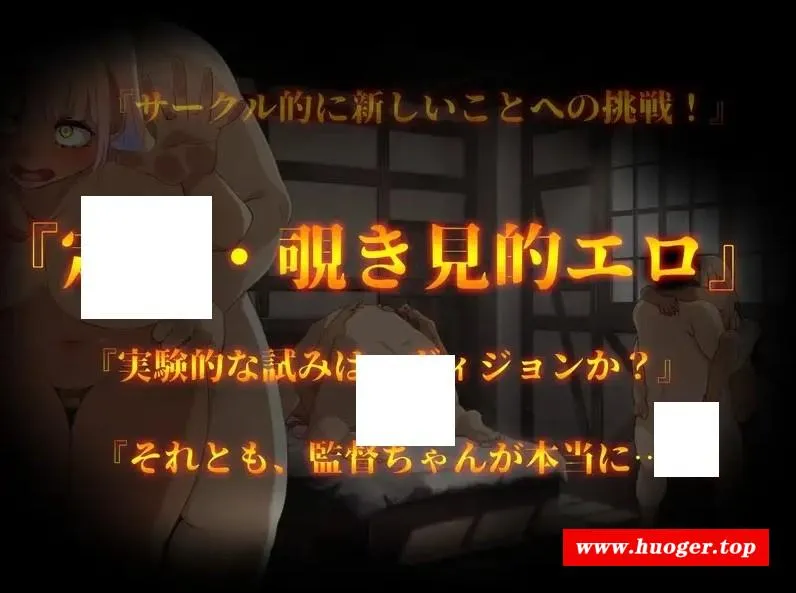 『サークル的に新しいことへの挑戦！』
・覗き見的エロ』
『実験的な試みは ィジョンか？』
『それとも、監督ちゃんが本当に‥
www.huoger.top